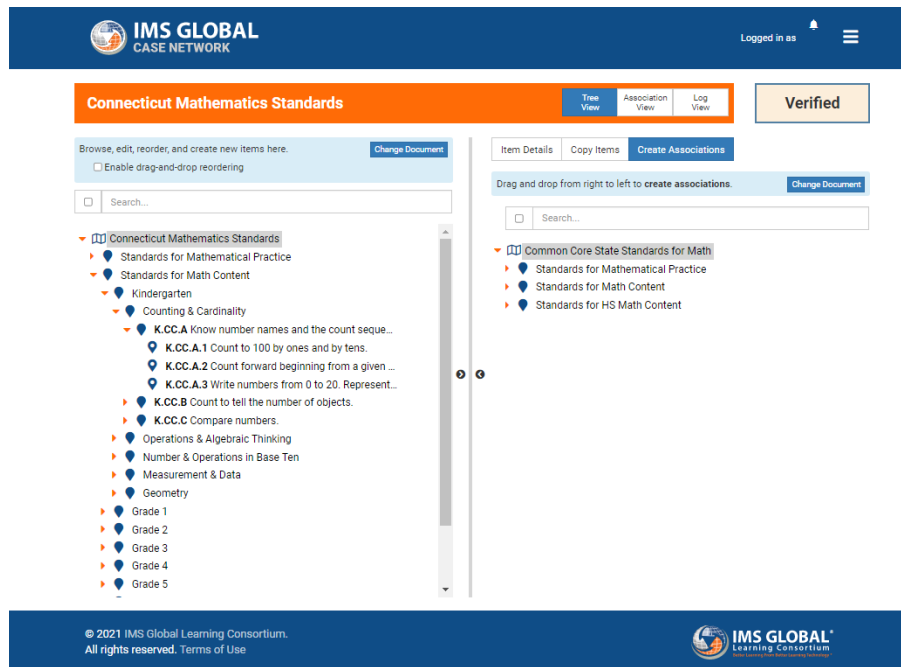 IMS GLOBAL
CASE NETWORK
Logged in as
Connecticut Mathematics Standards
Tree View
Association View
Log View
Verified
Browse, edit, reorder, and create new items here.
Change Document
Enable drag-and-drop reordering
Search...
Connecticut Mathematics Standards
Standards for Mathematical Practice
Standards for Math Content
Kindergarten
Counting & Cardinality
K.CC.A Know number names and the count seque...
K.CC.A.1 Count to 100 by ones and by tens.
K.CC.A.2 Count forward beginning from a given ...
K.CC.A.3 Write numbers from 0 to 20. Represent...
K.CC.B Count to tell the number of objects.
K.CC.C Compare numbers.
Operations & Algebraic Thinking
Number & Operations in Base Ten
Measurement & Data
Geometry
Grade 1
Grade 2
Grade 3
Grade 4
Grade 5
Item Details
Copy Items
Create Associations
Drag and drop from right to left to create associations.
Change Document
Search...
Common Core State Standards for Math
Standards for Mathematical Practice
Standards for Math Content
Standards for HS Math Content
© 2021 IMS Global Learning Consortium.
All rights reserved. Terms of Use
IMS GLOBAL
Learning Consortium